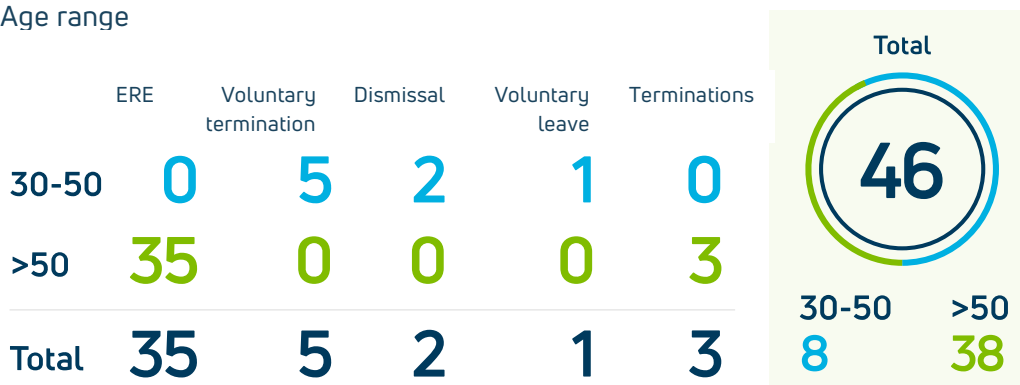 Age range
Total
ERE Voluntary Dismissal Voluntary Terminations
termination leave
30-50 0 5 2 1 0
46
>50 35 0 0 0 3
30-50 >50
Total 35 5 2 1 3
8 38